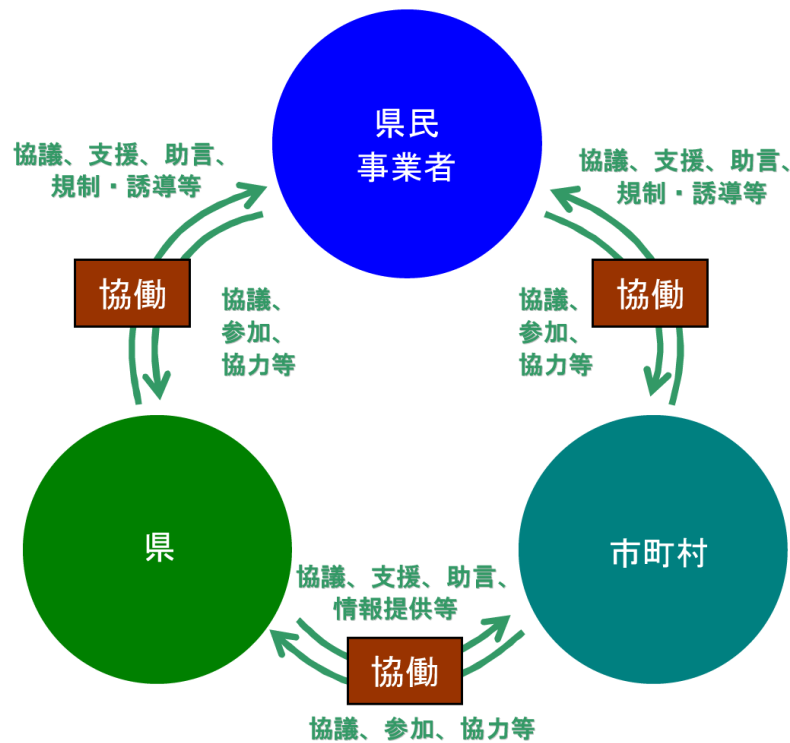 県民
事業者
協議、支援、助言、
規制・誘導等
協議、支援、助言、
規制・誘導等
協働
協働
協議、
参加、
協力等
協議、
参加、
協力等
県
市町村
協議、支援、助言、
情報提供等
協働
協議、参加、協力等